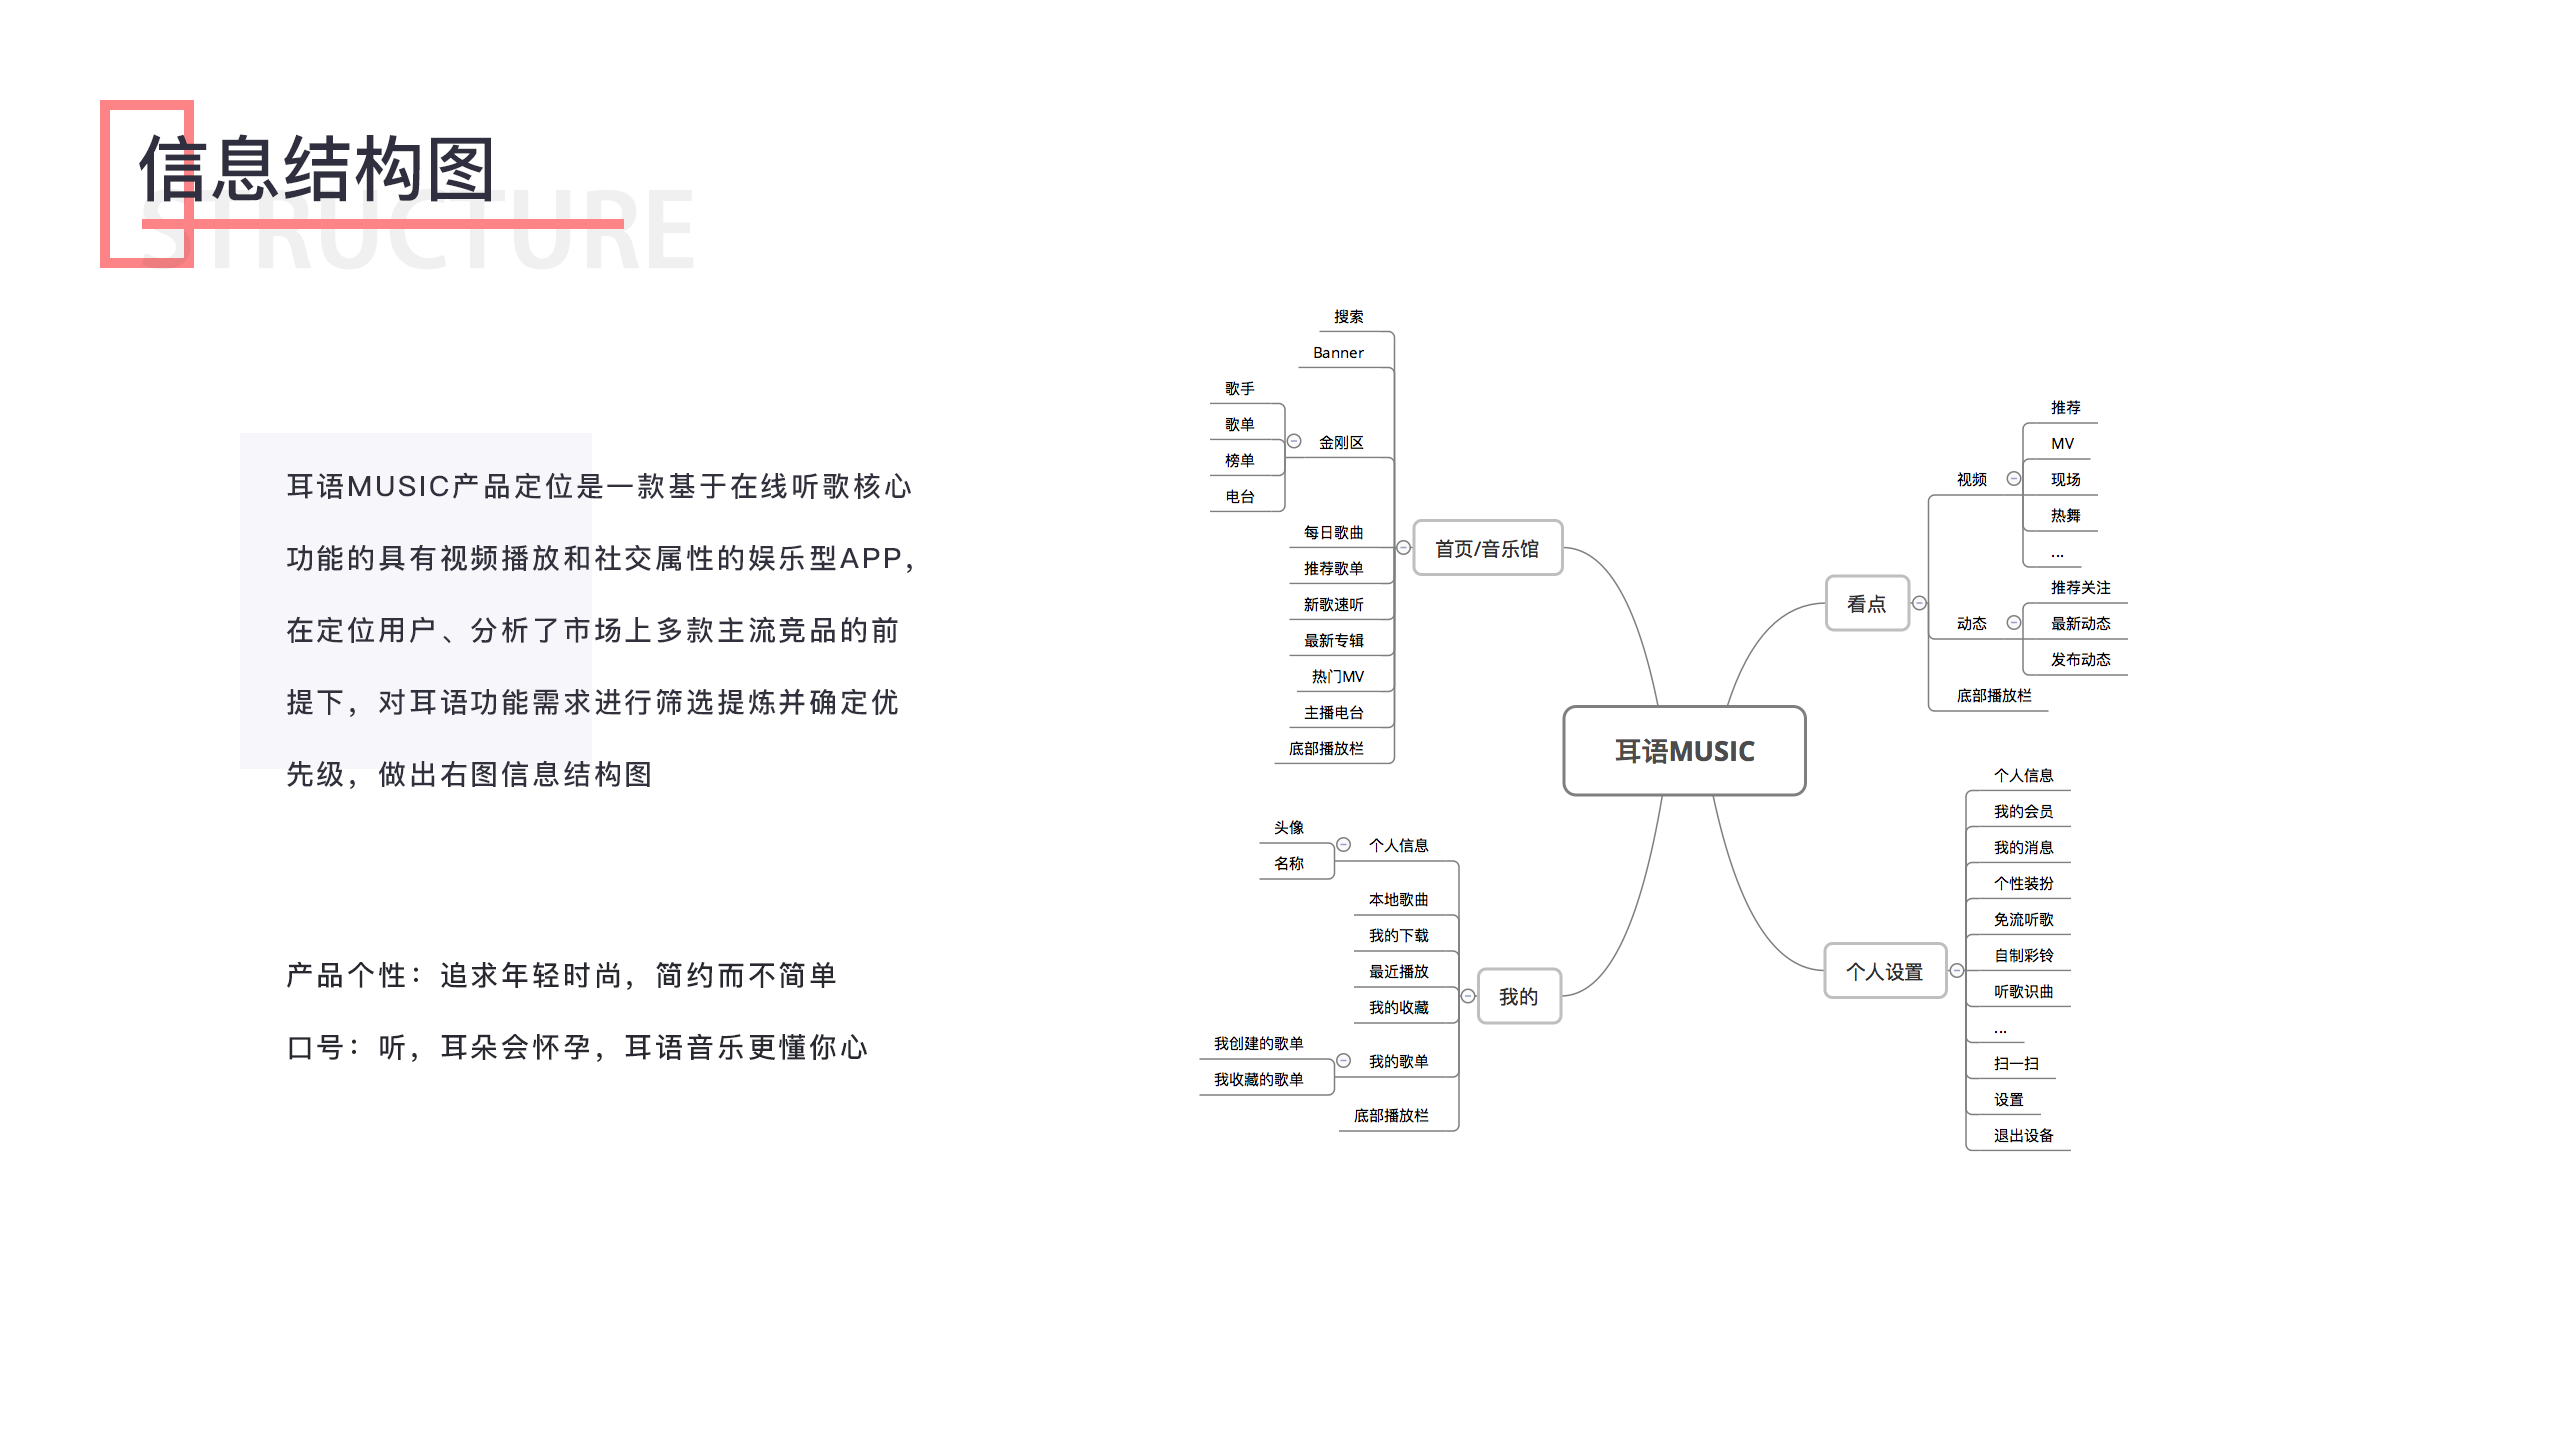 信息结构图
STRUCTURE
耳语MUSIC产品定位是一款基于在线听歌核心
功能的具有视频播放和社交属性的娱乐型APP，
在定位用户、分析了市场上多款主流竞品的前
提下，对耳语功能需求进行筛选提炼并确定优
先级，做出右图信息结构图
产品个性：追求年轻时尚，简约而不简单
口号：听，耳朵会怀孕，耳语音乐更懂你心
耳语MUSIC
首页/音乐馆
搜索
Banner
金刚区
歌手
歌单
榜单
电台
每日歌曲
推荐歌单
新歌速听
最新专辑
热门MV
主播电台
底部播放栏
我的
个人信息
头像
名称
本地歌曲
我的下载
最近播放
我的收藏
我的歌单
我创建的歌单
我收藏的歌单
底部播放栏
看点
视频
推荐
MV
现场
热舞
...
动态
推荐关注
最新动态
发布动态
底部播放栏
个人设置
个人信息
我的会员
我的消息
个性装扮
免流听歌
自制彩铃
听歌识曲
...
扫一扫
设置
退出设备